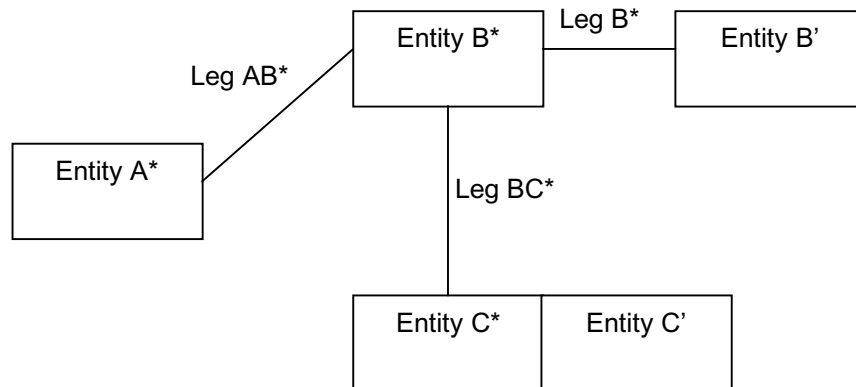 Leg B*
Entity B*
Entity B’
Leg AB*
Entity A*
Leg BC*
Entity C*
Entity C’